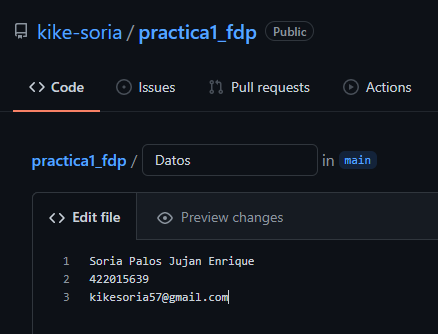 kike-soria / practica1_fdp Public
Code Issues Pull requests Actions
practica1_fdp / Datos in main
Edit file Preview changes
1 Soria Palos Jujan Enrique
2 422015639
3 kikesoria57@gmail.com